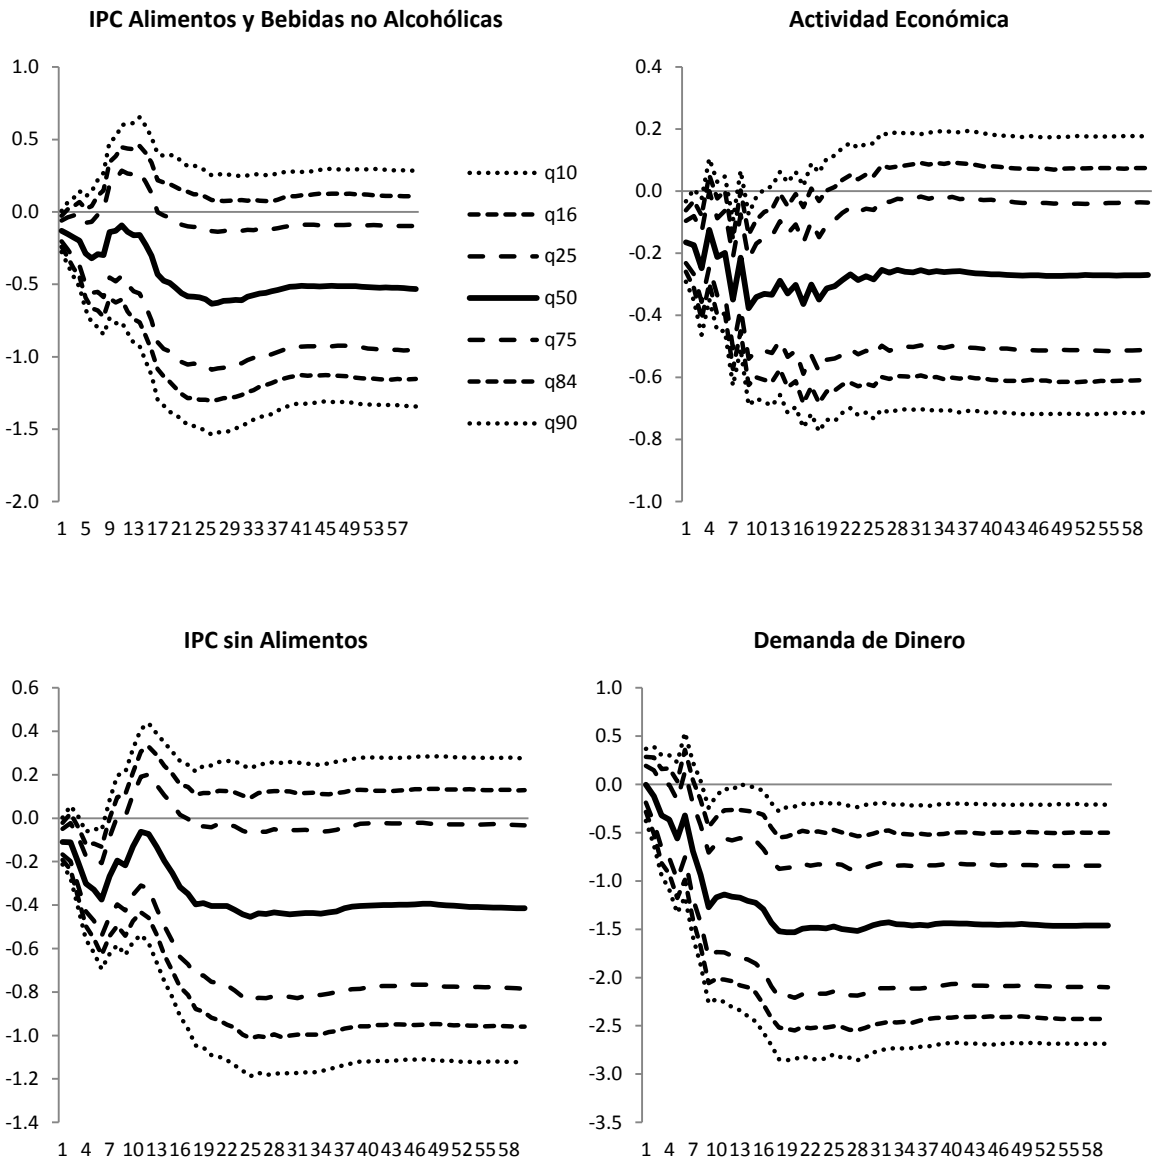 IPC Alimentos y Bebidas no Alcohólicas
1.0
0.5
0.0
-0.5
-1.0
-1.5
-2.0
1 5 9 13 17 21 25 29 33 37 41 45 49 53 57
q10
q16
q25
q50
q75
q84
q90
Actividad Económica
0.4
0.2
0.0
-0.2
-0.4
-0.6
-0.8
-1.0
1 4 7 10 13 16 19 22 25 28 31 34 37 40 43 46 49 52 55 58
IPC sin Alimentos
0.6
0.4
0.2
0.0
-0.2
-0.4
-0.6
-0.8
-1.0
-1.2
-1.4
1 4 7 10 13 16 19 22 25 28 31 34 37 40 43 46 49 52 55 58
Demanda de Dinero
1.0
0.5
0.0
-0.5
-1.0
-1.5
-2.0
-2.5
-3.0
-3.5
1 4 7 10 13 16 19 22 25 28 31 34 37 40 43 46 49 52 55 58